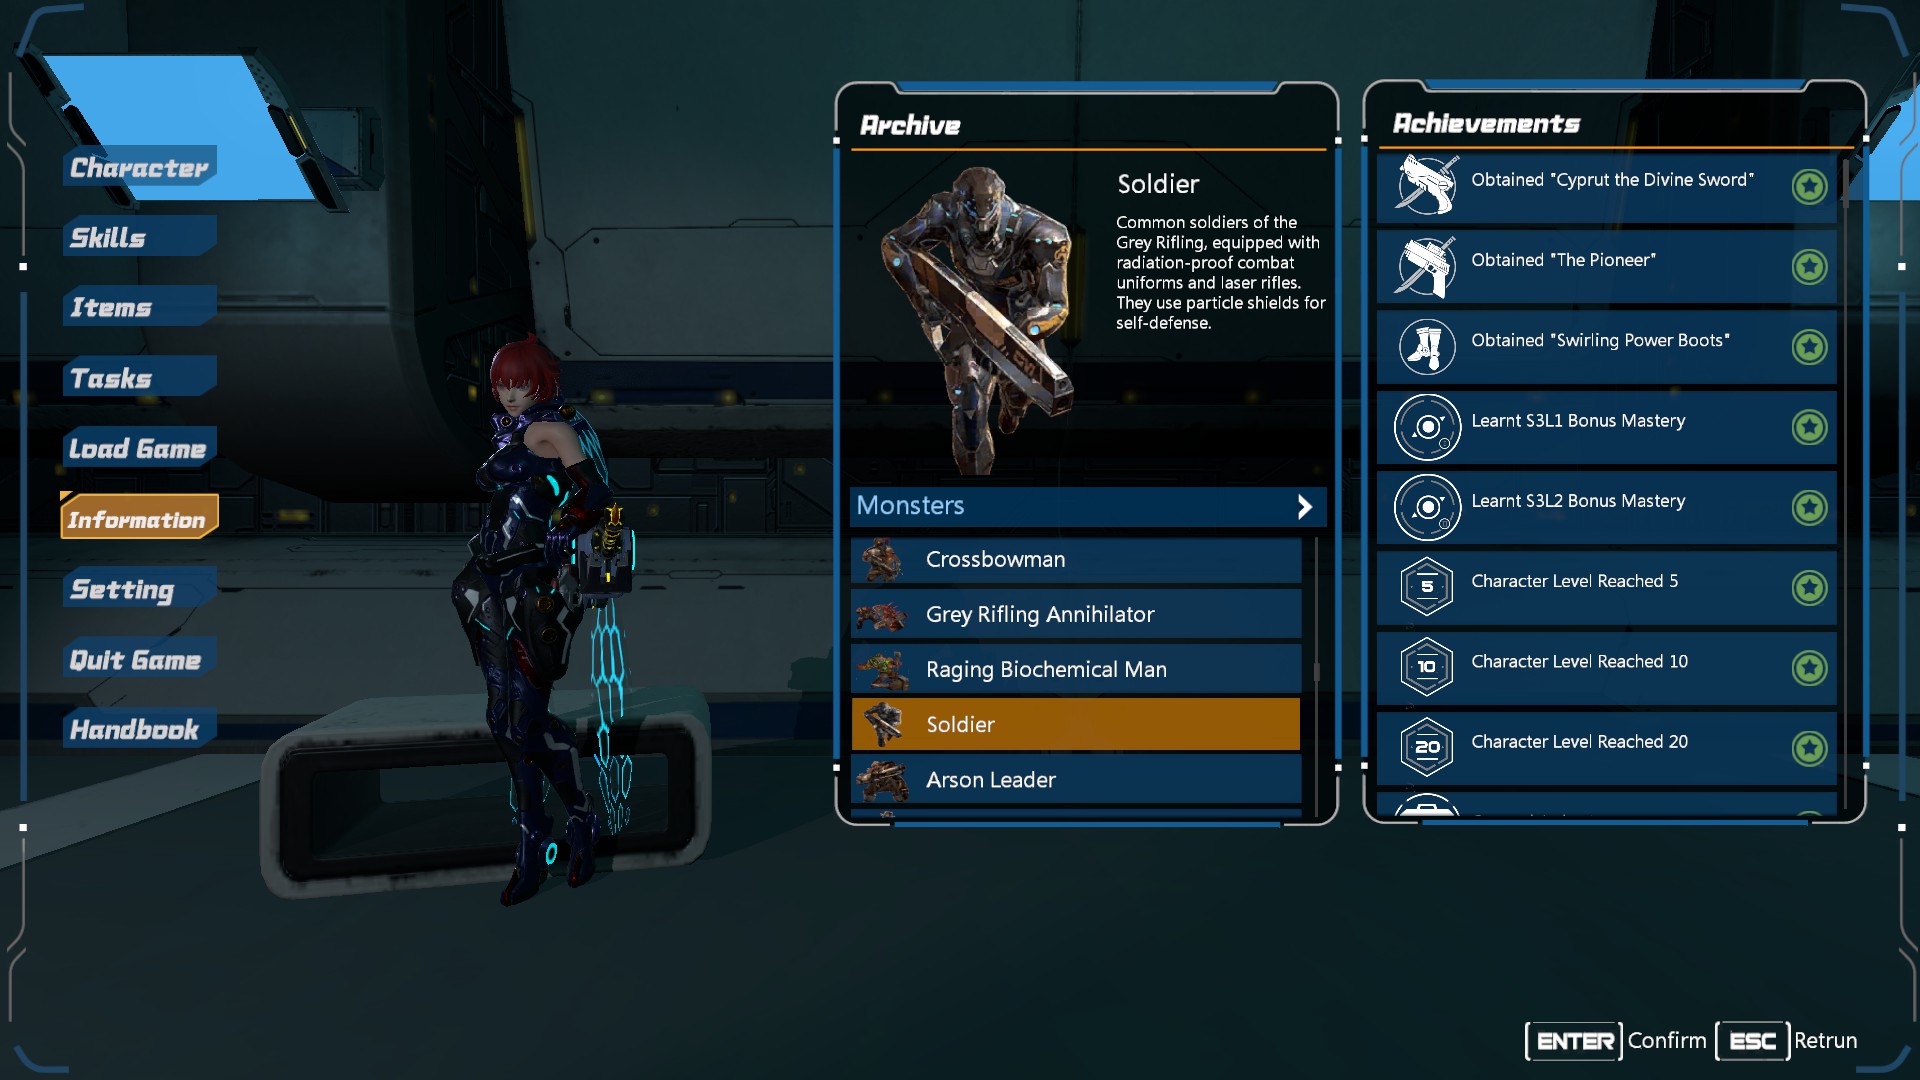 Character
Skills
Items
Tasks
Load Game
Information
Setting
Quit Game
Handbook
Archive
Soldier
Common soldiers of the
Grey Rifling, equipped with
radiation-proof combat
uniforms and laser rifles.
They use particle shields for
self-defense.
Monsters
Crossbowman
Grey Rifling Annihilator
Raging Biochemical Man
Soldier
Arson Leader
Achievements
Obtained "Cyprut the Divine Sword"
Obtained "The Pioneer"
Obtained "Swirling Power Boots"
Learnt S3L1 Bonus Mastery
Learnt S3L2 Bonus Mastery
5
Character Level Reached 5
10
Character Level Reached 10
20
Character Level Reached 20
ENTER Confirm ESC Retrun